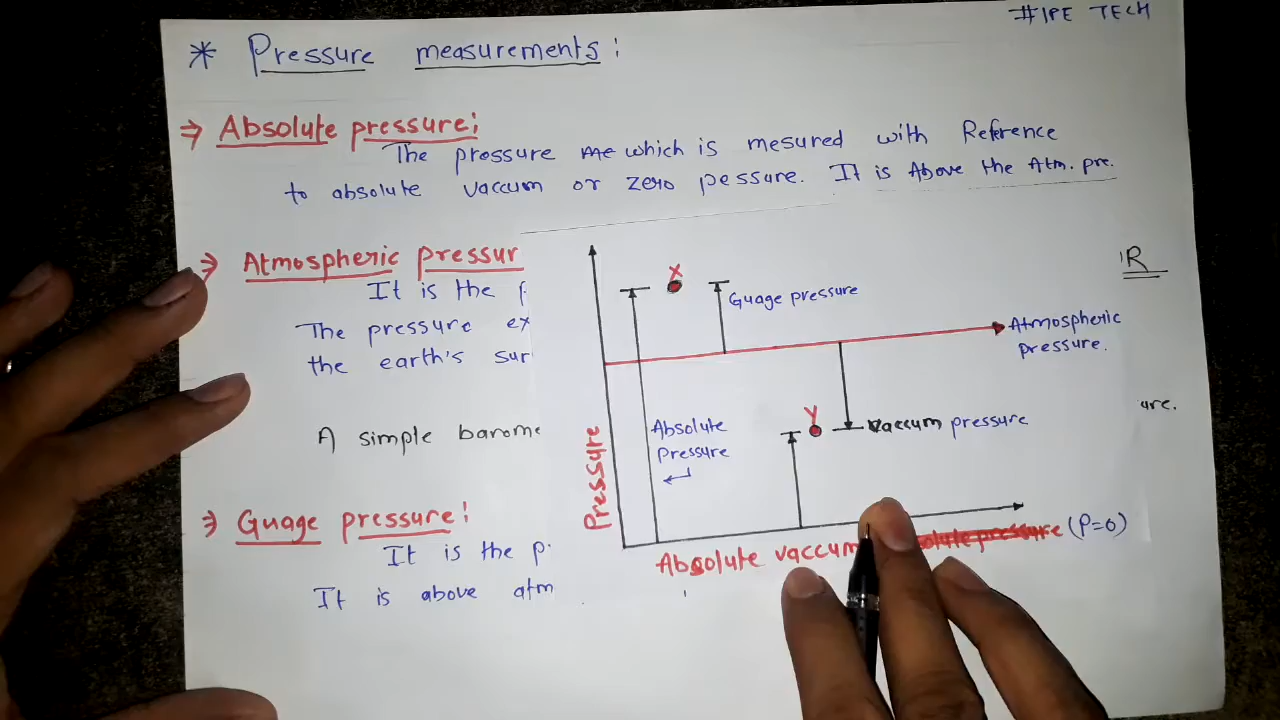 #IPE TECH
* Pressure measurements:
⇒ Absolute pressure:
The pressure which is mesured with Reference
to absolute vaccum or zero pessure. It is Above the Atm. pre.
⇒ Atmospheric pressur
It is the
The pressure ex
the earth's sur
A simple barome
⇒ Guage pressure:
It is the p
It is above atm
R
ure.
X
Guage pressure
Atmospheric
pressure.
Absolute
Pressure
Y
Vaccum pressure
Pressure
Absolute vaccum (P=0)